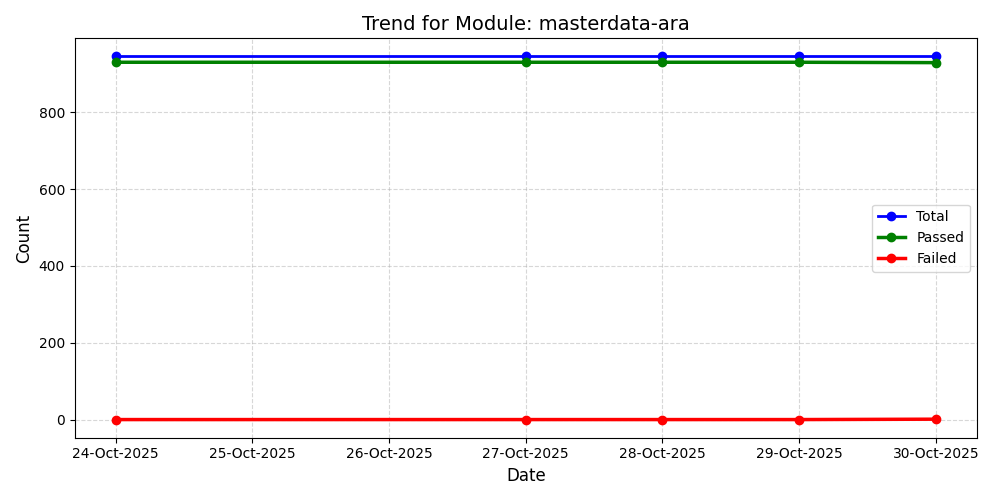 Trend for Module: masterdata-ara
800
600
400
200
0
Count
Total
Passed
Failed
24-Oct-2025 25-Oct-2025 26-Oct-2025 27-Oct-2025 28-Oct-2025 29-Oct-2025 30-Oct-2025
Date